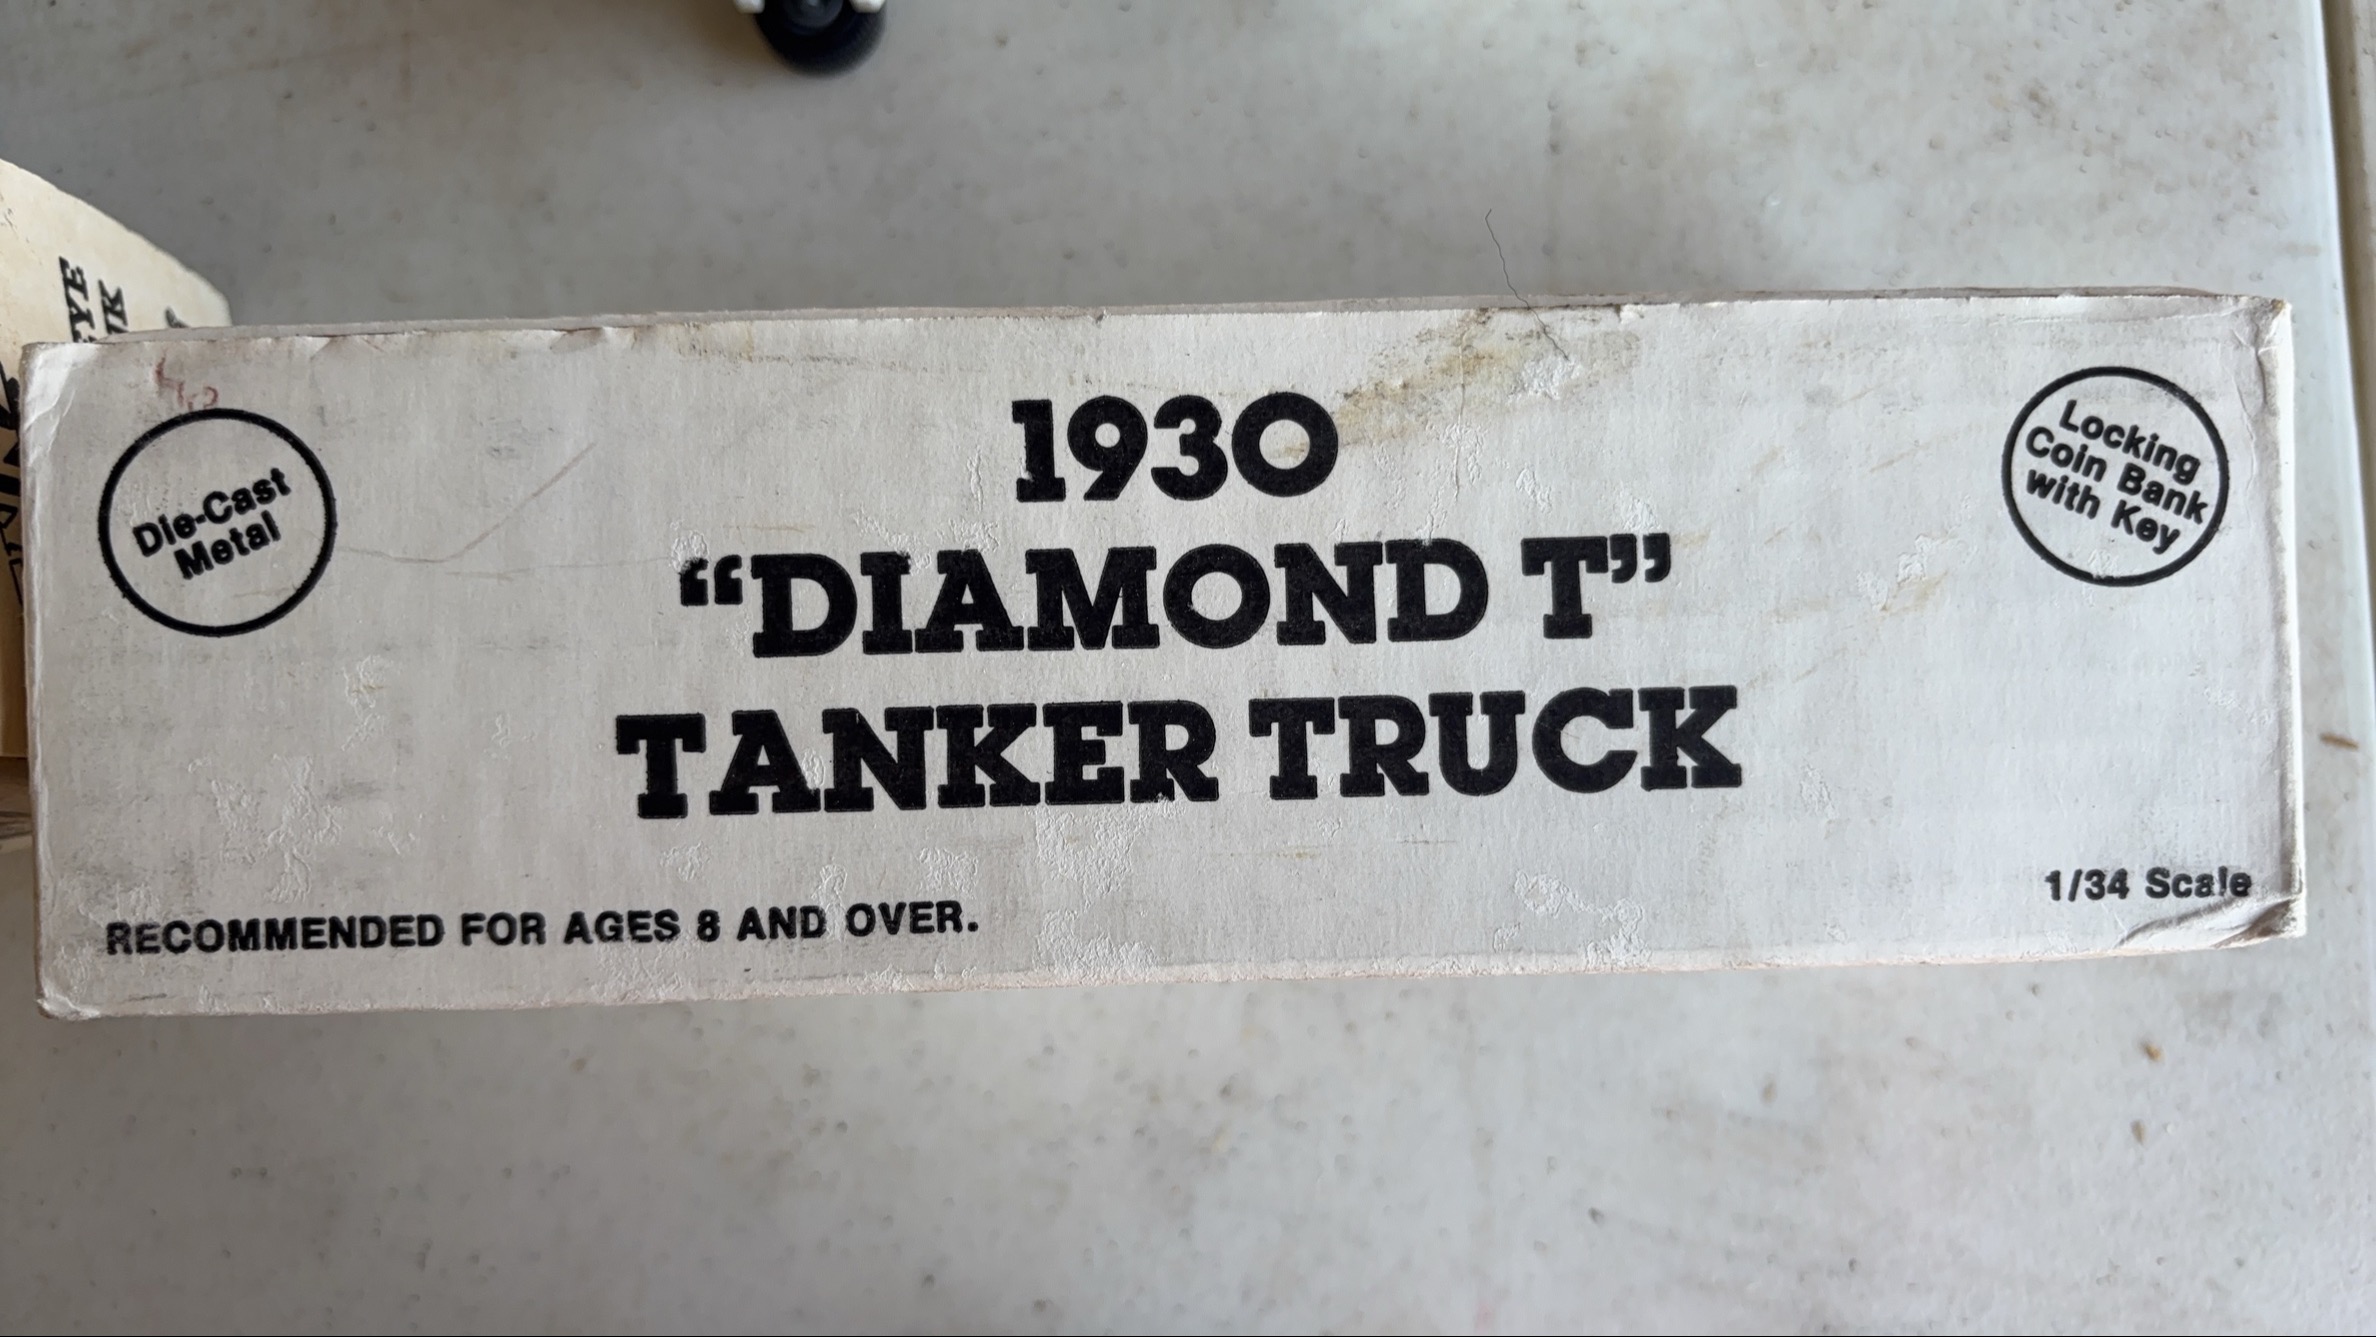 Die-Cast
Metal
1930
"DIAMOND T"
TANKER TRUCK
Locking
Coin Bank
with Key
RECOMMENDED FOR AGES 8 AND OVER.
1/34 Scale